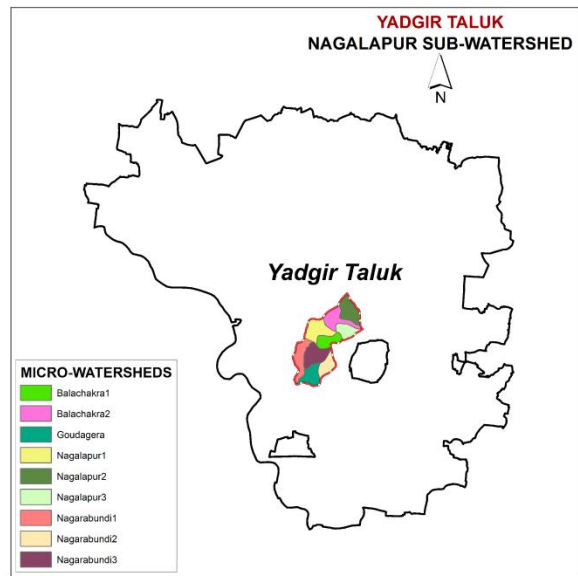 YADGIR TALUK
NAGALAPUR SUB-WATERSHED
N
Yadgir Taluk
MICRO-WATERSHEDS
Balachakra1
Balachakra2
Goudagera
Nagalapur1
Nagalapur2
Nagalapur3
Nagarabundi1
Nagarabundi2
Nagarabundi3